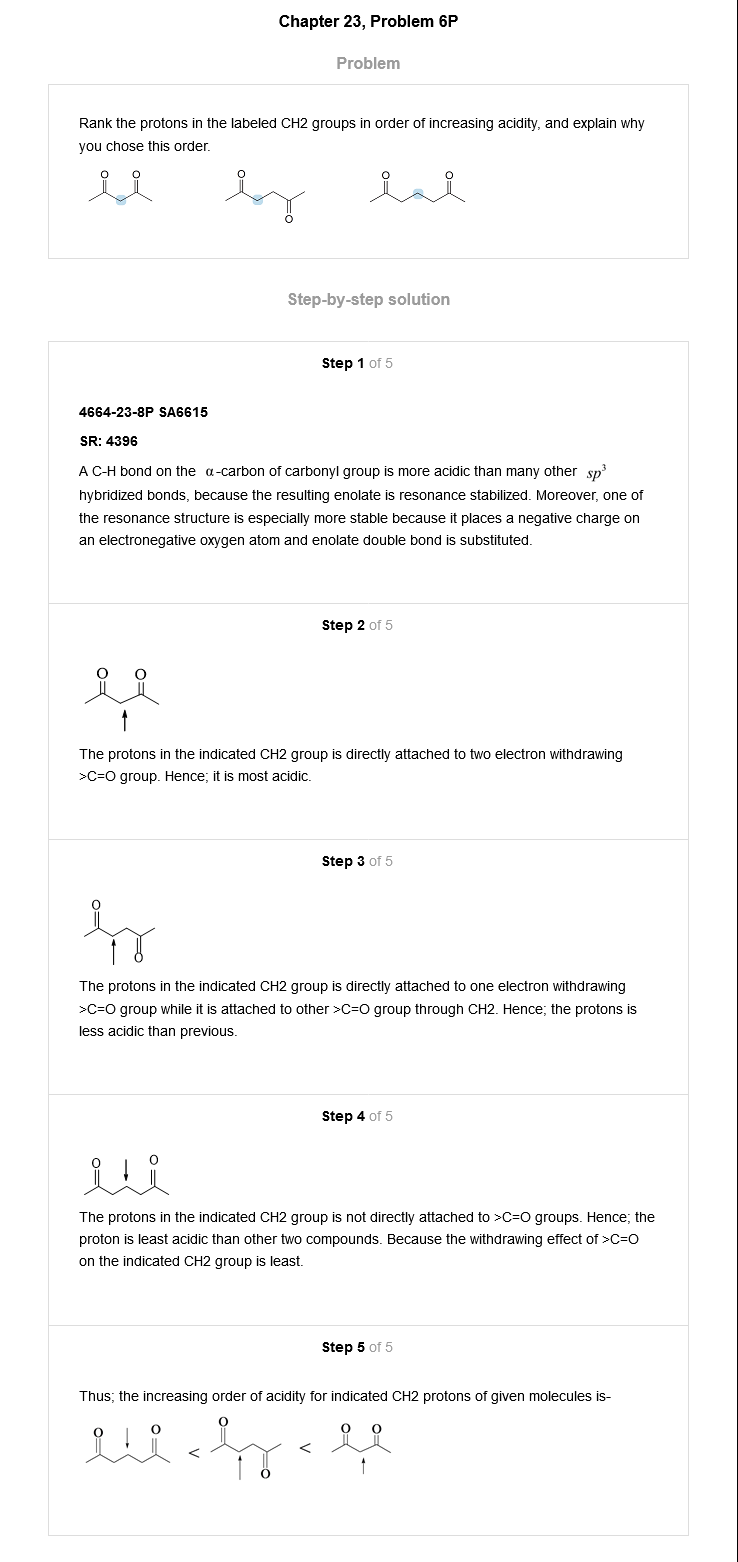 Chapter 23, Problem 6P
Problem
Rank the protons in the labeled CH2 groups in order of increasing acidity, and explain why
you chose this order.
O O O O O
O
Step-by-step solution
Step 1 of 5
4664-23-8P SA6615
SR: 4396
A C-H bond on the α-carbon of carbonyl group is more acidic than many other sp³
hybridized bonds, because the resulting enolate is resonance stabilized. Moreover, one of
the resonance structure is especially more stable because it places a negative charge on
an electronegative oxygen atom and enolate double bond is substituted.
Step 2 of 5
O O
The protons in the indicated CH2 group is directly attached to two electron withdrawing
>C=O group. Hence; it is most acidic.
Step 3 of 5
O
O
The protons in the indicated CH2 group is directly attached to one electron withdrawing
>C=O group while it is attached to other >C=O group through CH2. Hence; the protons is
less acidic than previous.
Step 4 of 5
O O
The protons in the indicated CH2 group is not directly attached to >C=O groups. Hence; the
proton is least acidic than other two compounds. Because the withdrawing effect of >C=O
on the indicated CH2 group is least.
Step 5 of 5
Thus; the increasing order of acidity for indicated CH2 protons of given molecules is-
O O O O O
< <
O